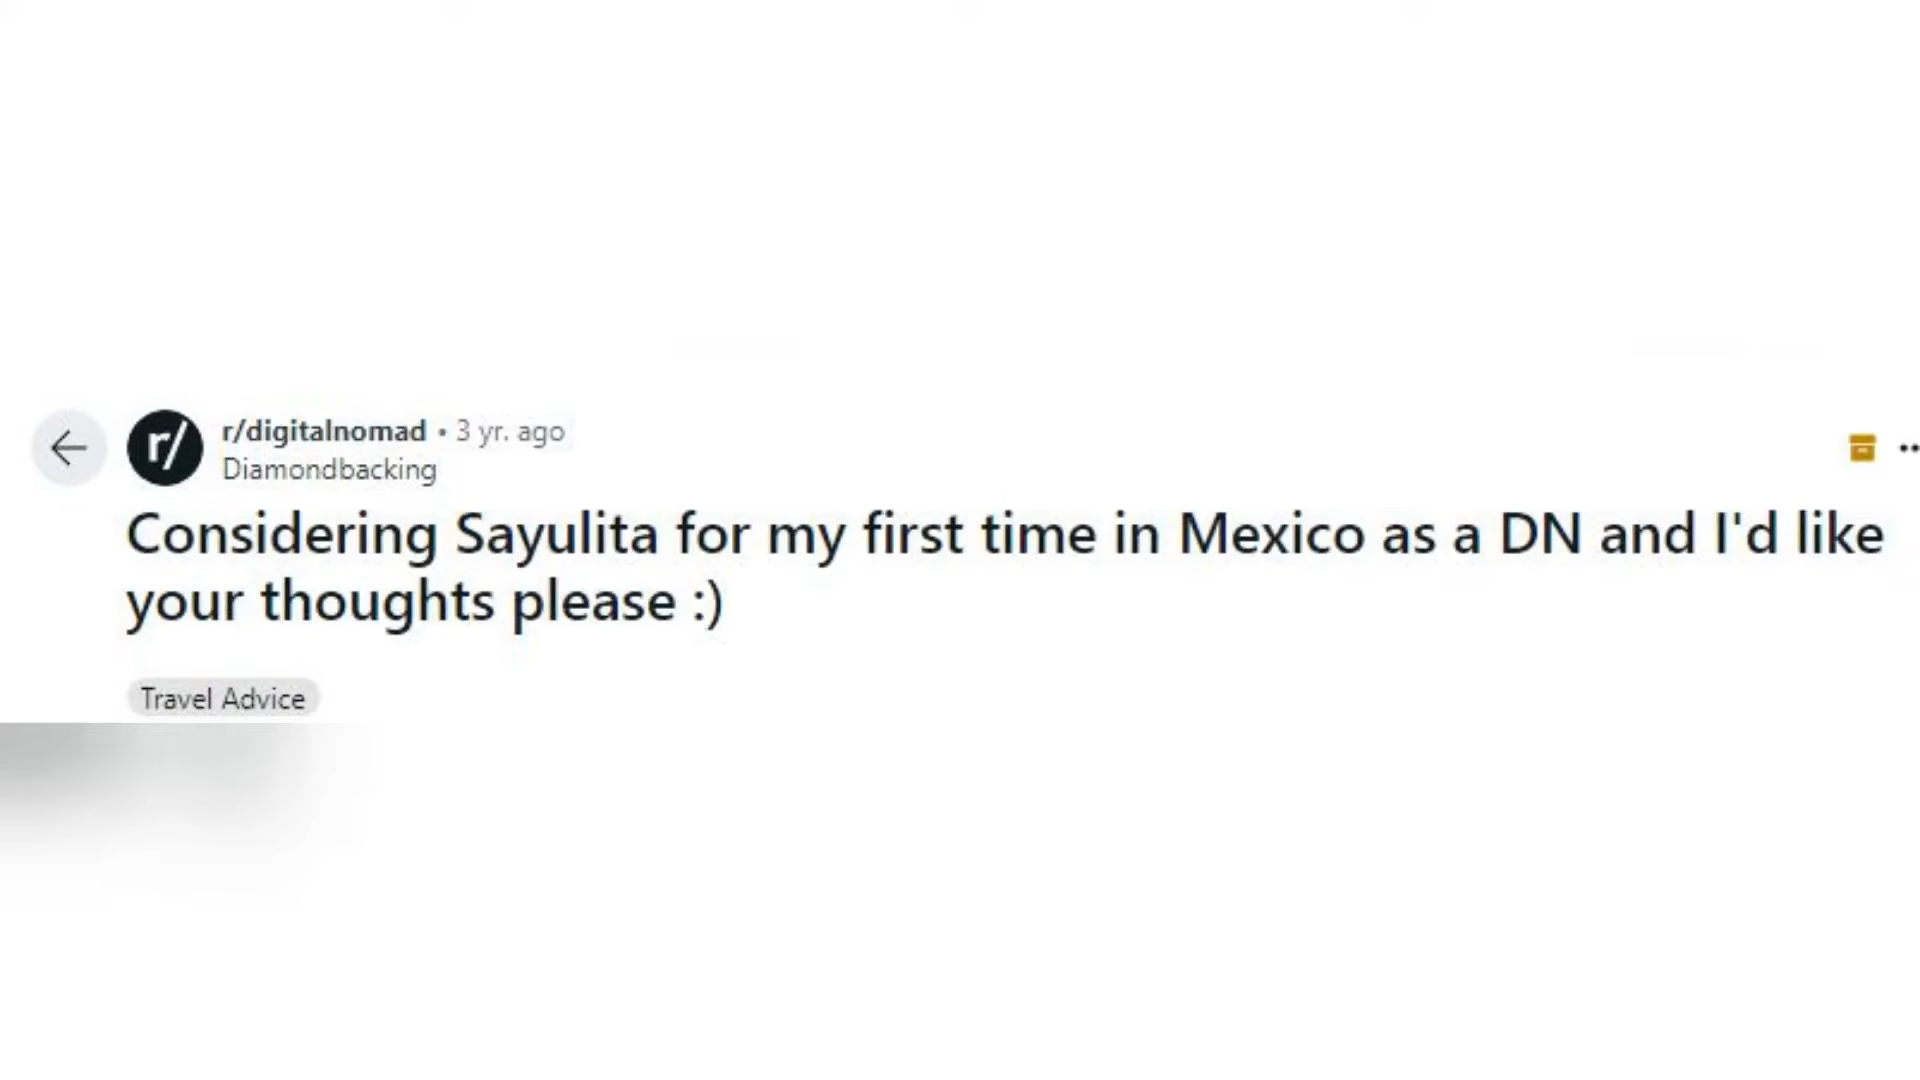 r/digitalnomad • 3 yr. ago
Diamondbacking
Considering Sayulita for my first time in Mexico as a DN and I'd like
your thoughts please :)
Travel Advice